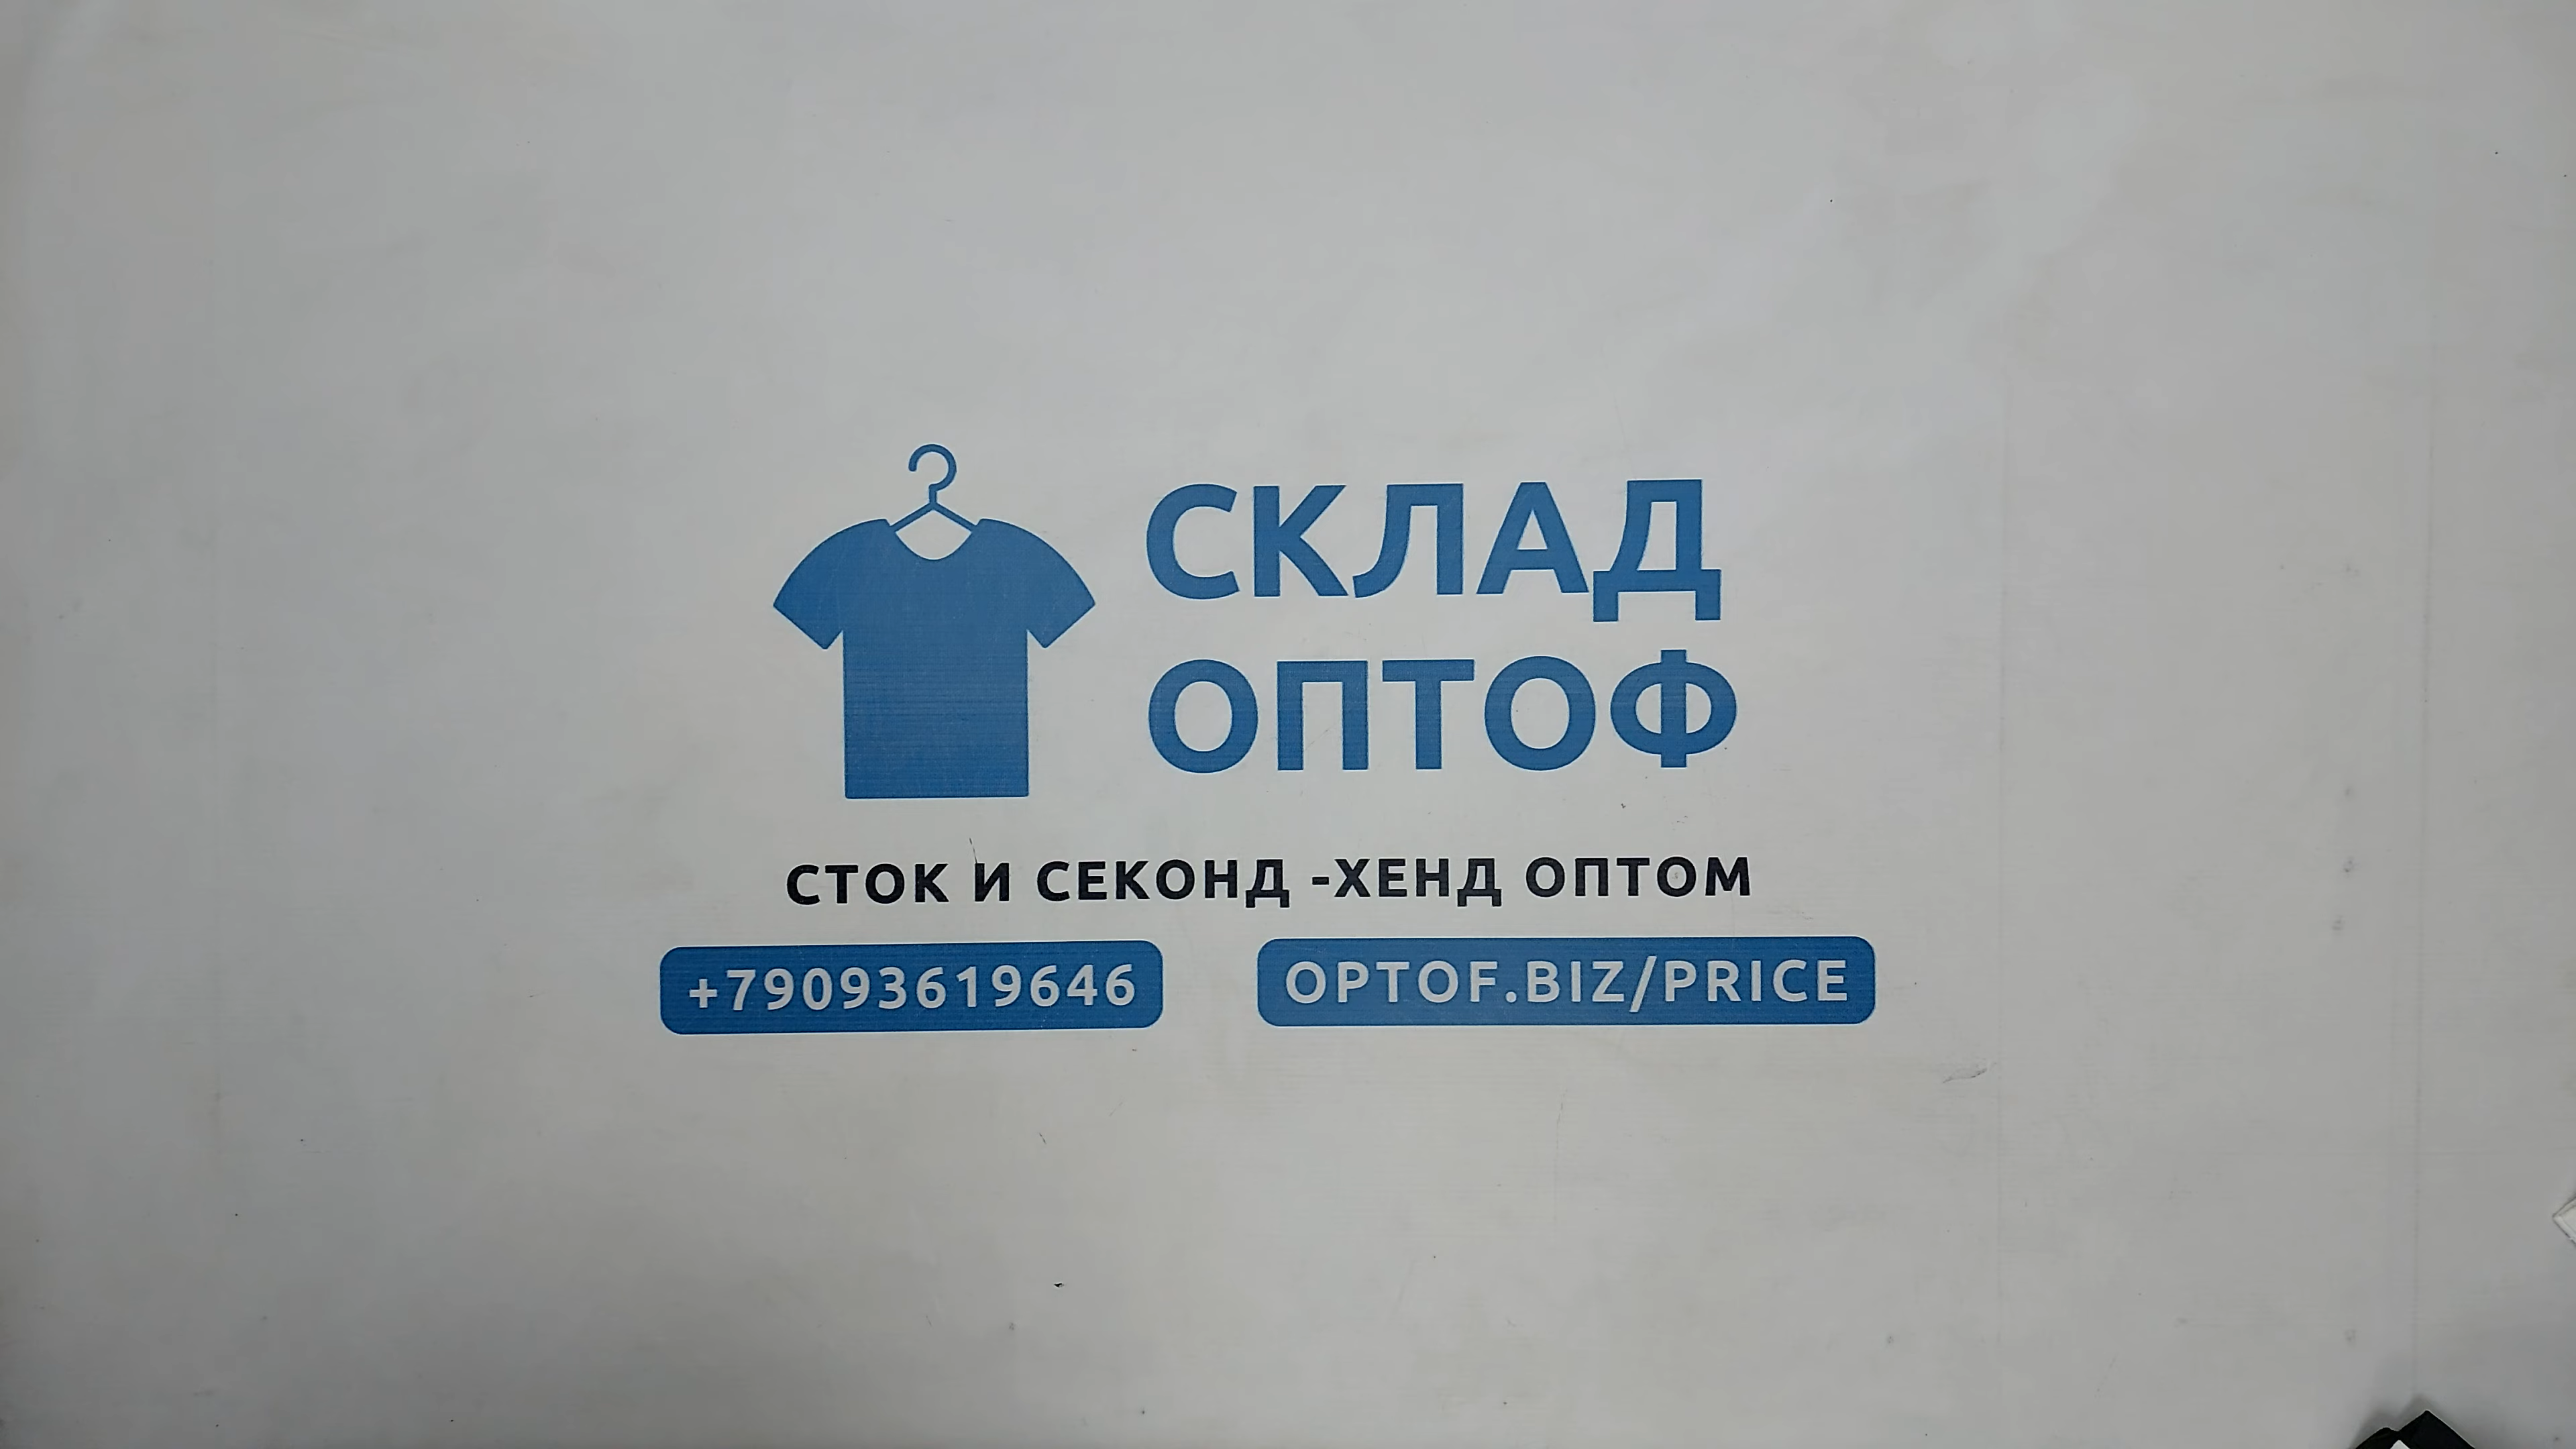 СКЛАД
ОПТОФ
СТОК И СЕКОНД -ХЕНД ОПТОМ
+79093619646
OPTOF.BIZ/PRICE